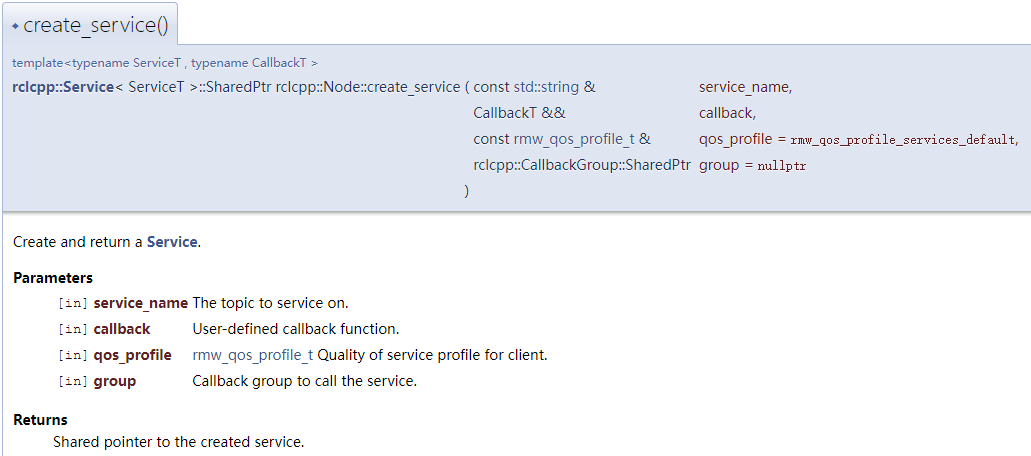 ◆ create_service()
template<typename ServiceT , typename CallbackT >
rclcpp::Service< ServiceT >::SharedPtr rclcpp::Node::create_service ( const std::string & service_name,
CallbackT && callback,
const rmw_qos_profile_t & qos_profile = rmw_qos_profile_services_default,
rclcpp::CallbackGroup::SharedPtr group = nullptr
)
Create and return a Service.
Parameters
[in] service_name The topic to service on.
[in] callback User-defined callback function.
[in] qos_profile rmw_qos_profile_t Quality of service profile for client.
[in] group Callback group to call the service.
Returns
Shared pointer to the created service.